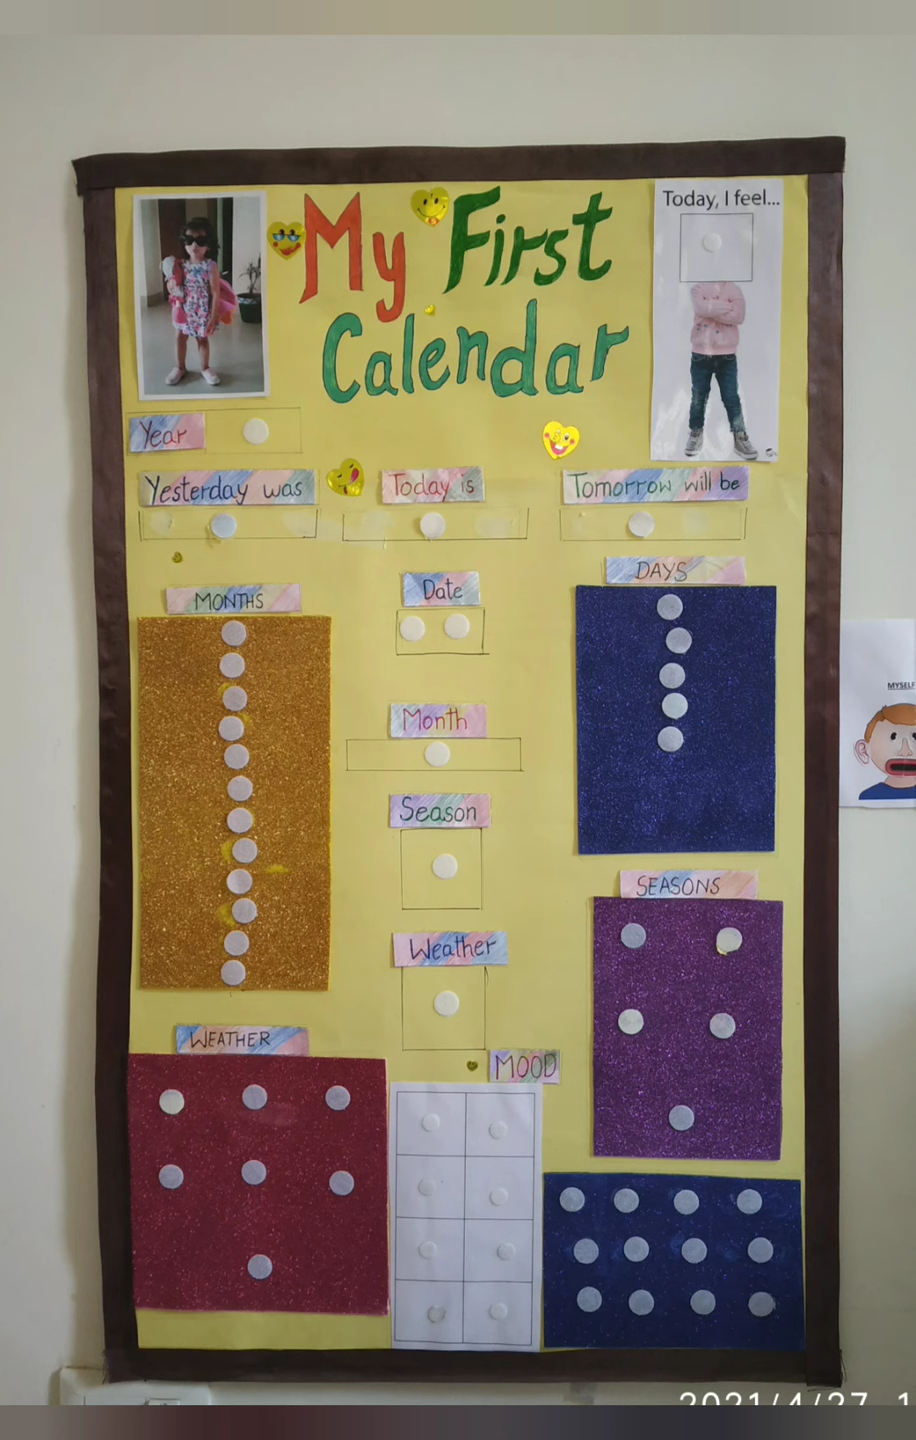 My First
Calendar
Today, I feel...
Year
Yesterday was
Today is
Tomorrow will be
MONTHS
Date
DAYS
Month
Season
SEASONS
Weather
WEATHER
MOOD
MYSELF